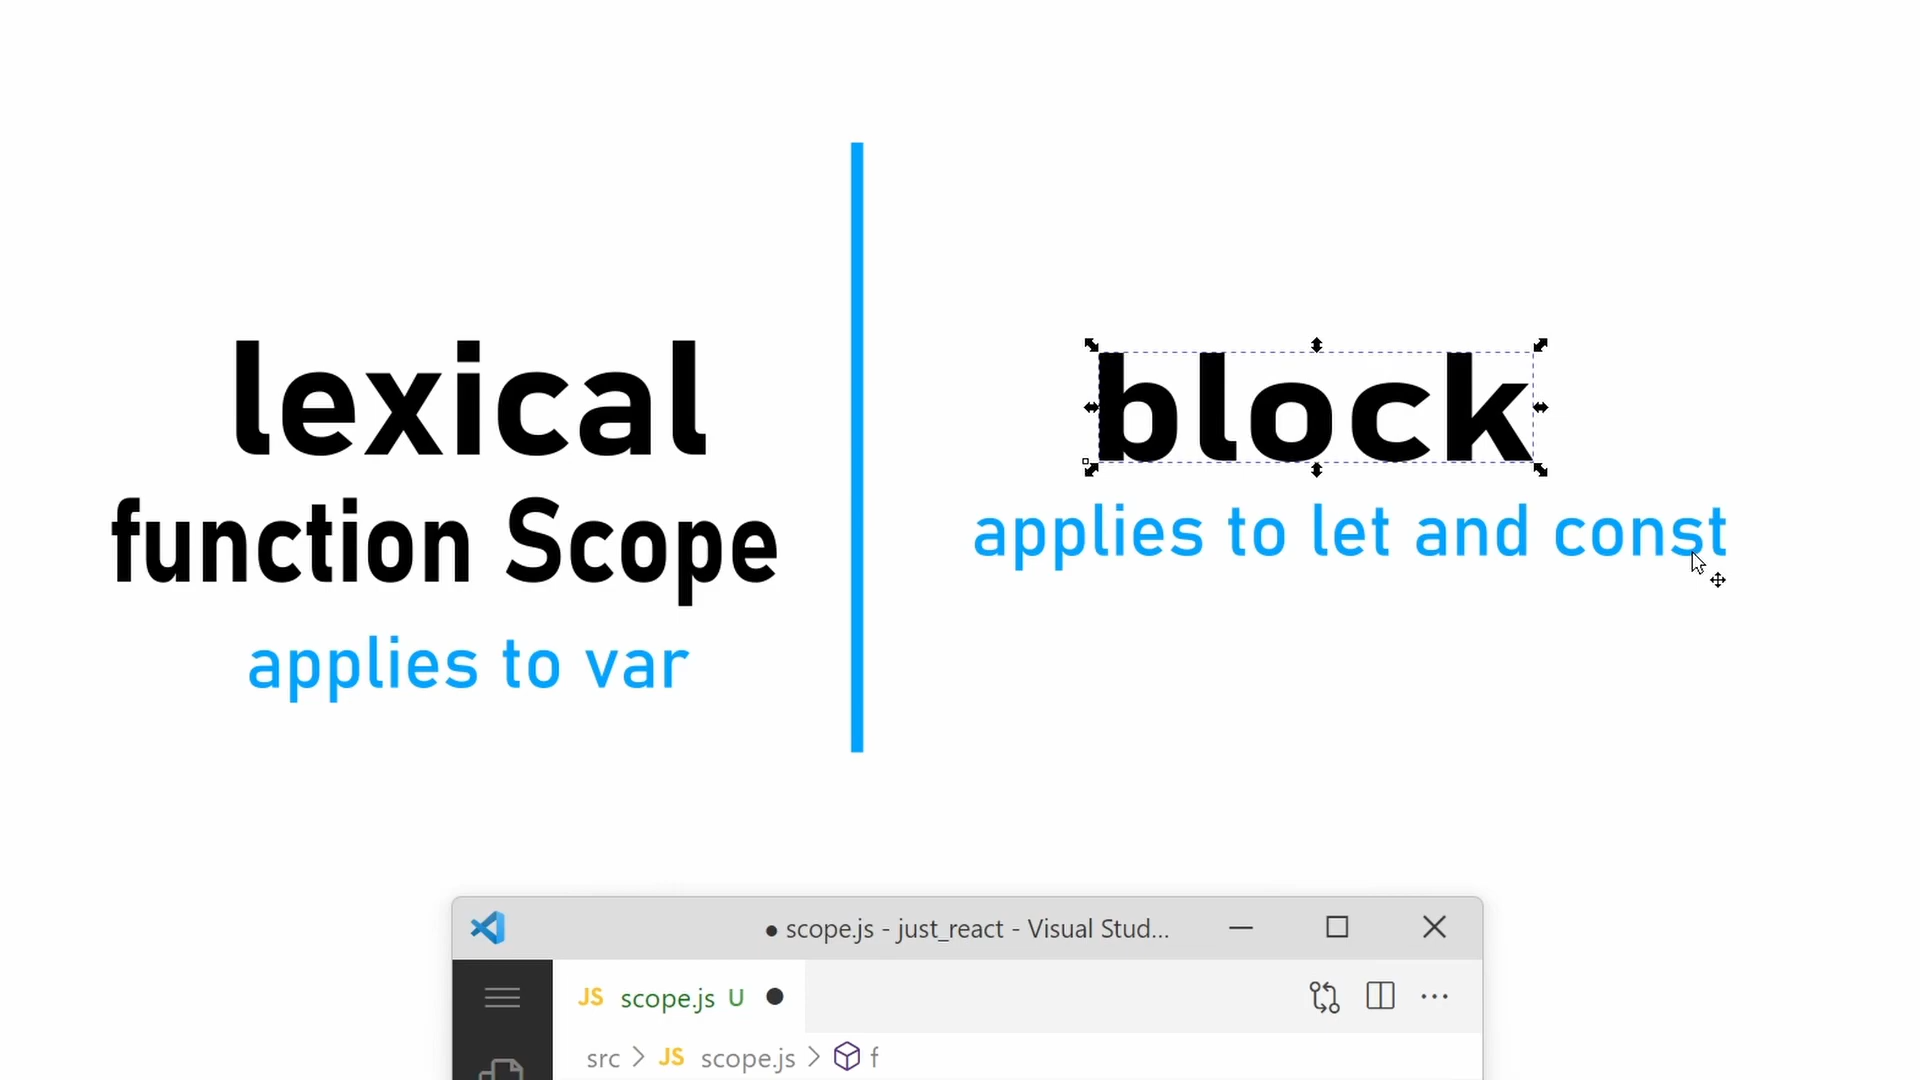 lexical
function Scope
applies to var
block
applies to let and const
● scope.js - just_react - Visual Stud...
JS scope.js U ●
src > JS scope.js > f